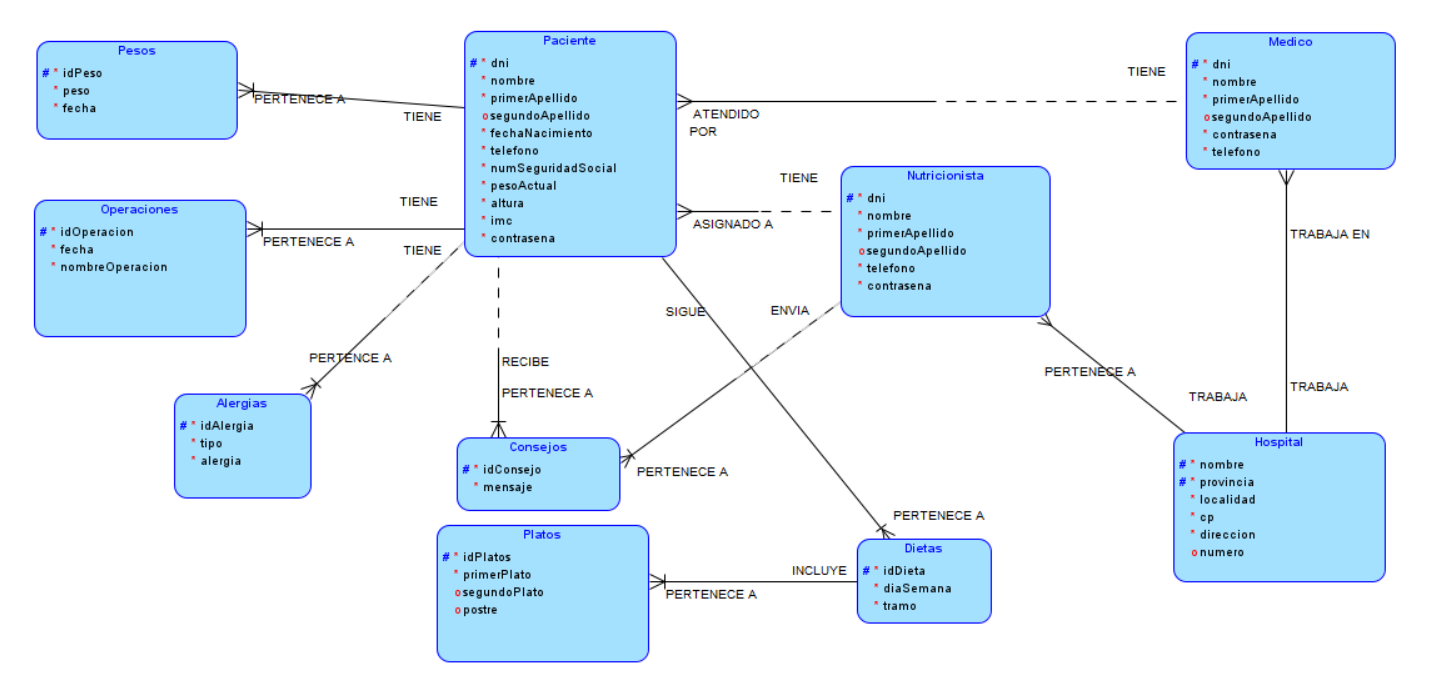 Pesos
# * idPeso
* peso
* fecha
PERTENECE A
TIENE
Paciente
# * dni
* nombre
* primerApellido
o segundoApellido
* fechaNacimiento
* telefono
* numSeguridadSocial
* pesoActual
* altura
* imc
* contrasena
TIENE
ATENDIDO
POR
Medico
# * dni
* nombre
* primerApellido
o segundoApellido
* contrasena
* telefono
TIENE
ASIGNADO A
Nutricionista
# * dni
* nombre
* primerApellido
o segundoApellido
* telefono
* contrasena
Operaciones
# * idOperacion
* fecha
* nombreOperacion
TIENE
PERTENECE A
TIENE
PERTENCE A
TRABAJA EN
SIGUE
ENVIA
RECIBE
PERTENECE A
PERTENECE A
TRABAJA
TRABAJA
Alergias
# * idAlergia
* tipo
* alergia
Consejos
# * idConsejo
* mensaje
PERTENECE A
Hospital
# * nombre
# * provincia
* localidad
* cp
* direccion
o numero
PERTENECE A
Platos
# * idPlatos
* primerPlato
o segundoPlato
o postre
INCLUYE
PERTENECE A
Dietas
# * idDieta
* diaSemana
* tramo